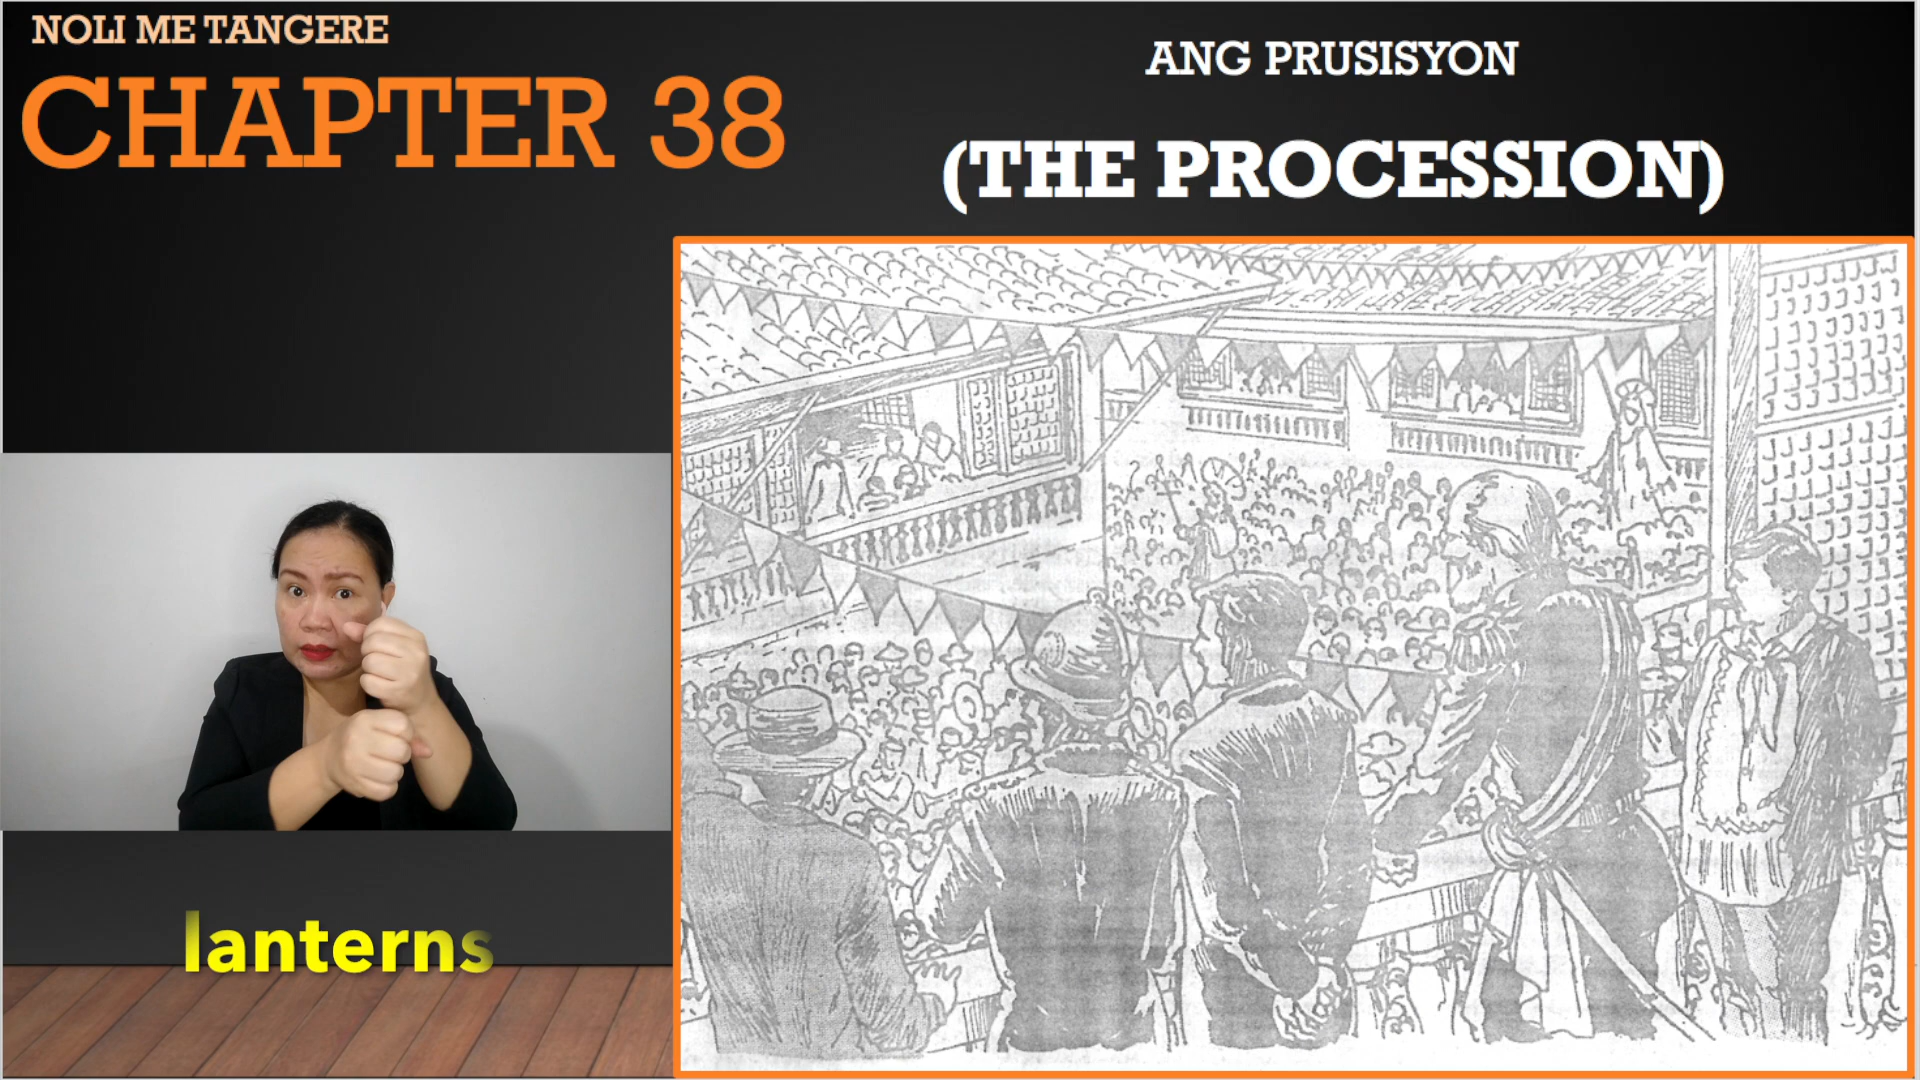 NOLI ME TANGERE
CHAPTER 38
ANG PRUSISYON
(THE PROCESSION)
lanterns